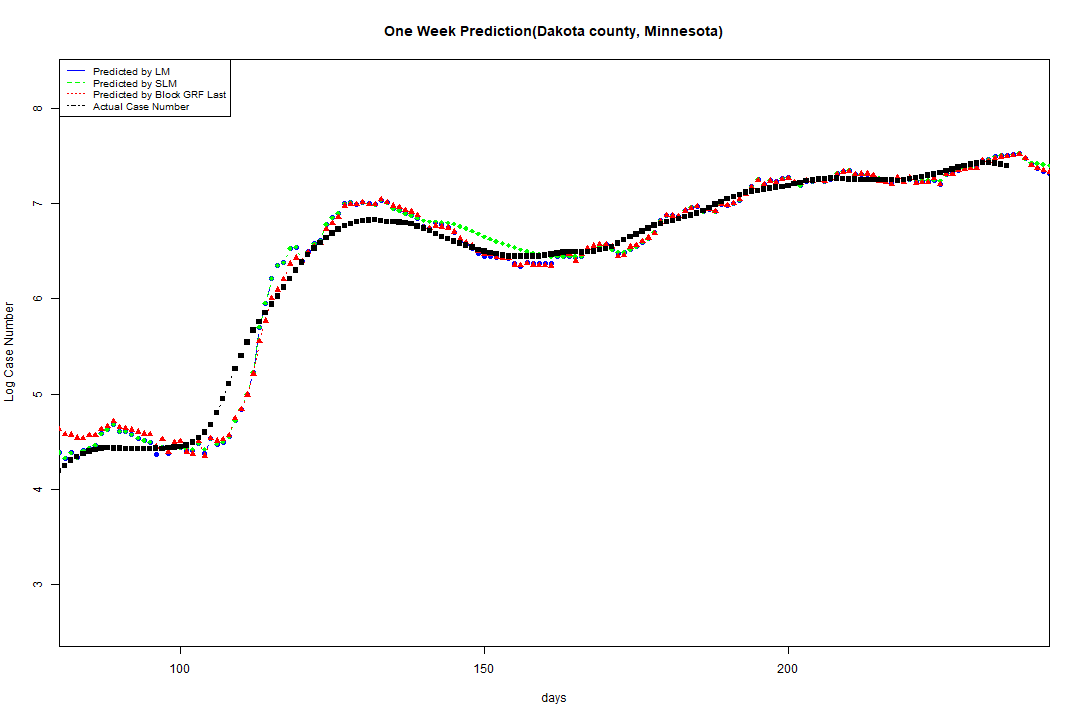 One Week Prediction(Dakota county, Minnesota)
Predicted by LM
Predicted by SLM
Predicted by Block GRF Last
Actual Case Number
8
7
6
5
4
3
Log Case Number
100 150 200
days